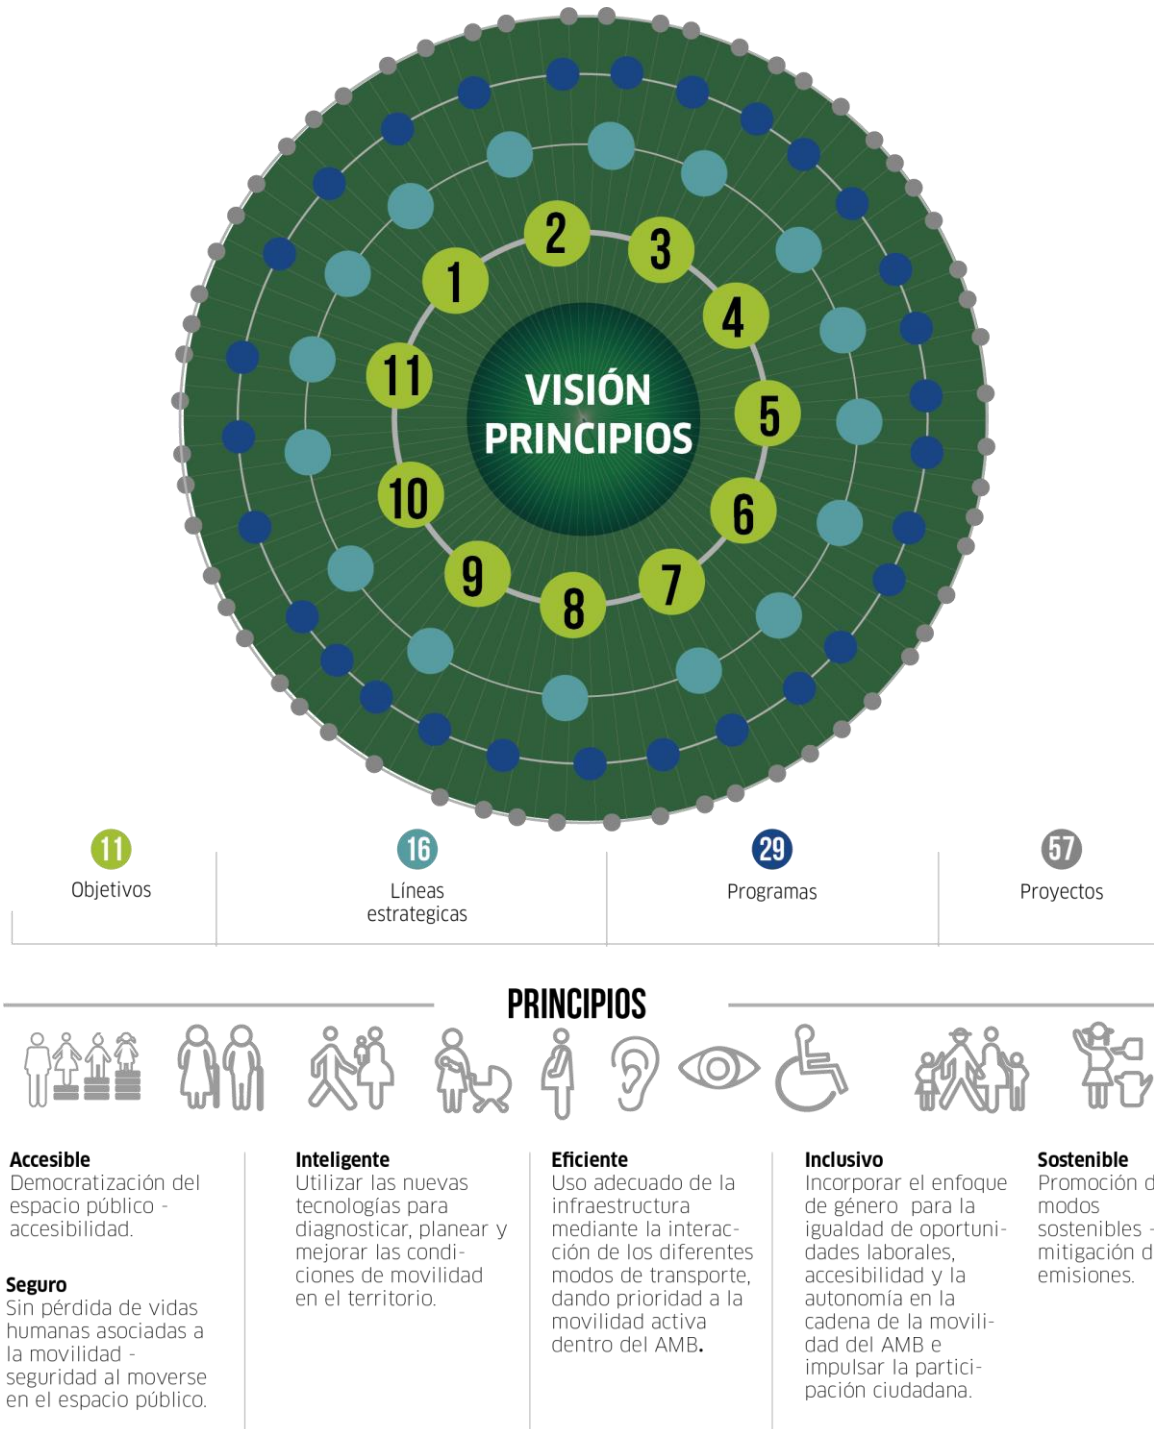 2
3
1
4
11
VISIÓN
PRINCIPIOS
5
10
6
9
7
8
11
Objetivos
16
Líneas
estrategicas
29
Programas
57
Proyectos
PRINCIPIOS
Accesible
Democratización del
espacio público -
accesibilidad.
Seguro
Sin pérdida de vidas
humanas asociadas a
la movilidad -
seguridad al moverse
en el espacio público.
Inteligente
Utilizar las nuevas
tecnologías para
diagnosticar, planear y
mejorar las condi-
ciones de movilidad
en el territorio.
Eficiente
Uso adecuado de la
infraestructura
mediante la interac-
ción de los diferentes
modos de transporte,
dando prioridad a la
movilidad activa
dentro del AMB.
Inclusivo
Incorporar el enfoque
de género para la
igualdad de oportuni-
dades laborales,
accesibilidad y la
autonomía en la
cadena de la movili-
dad del AMB e
impulsar la partici-
pación ciudadana.
Sostenible
Promoción d
modos
sostenibles -
mitigación d
emisiones.